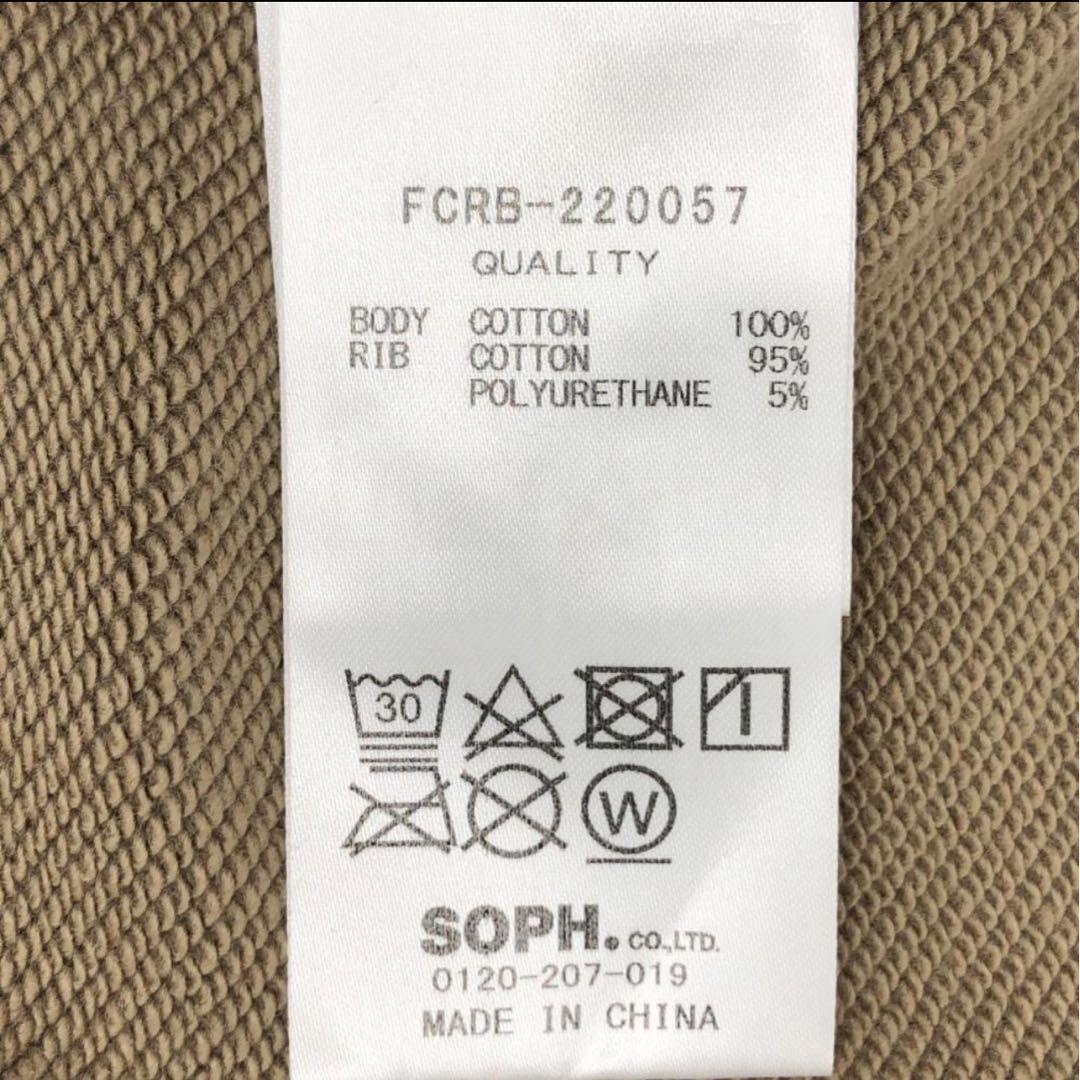 FCRB-220057
QUALITY
BODY COTTON 100%
RIB COTTON 95%
POLYURETHANE 5%
30
W
SOPH. CO.,LTD.
0120-207-019
MADE IN CHINA